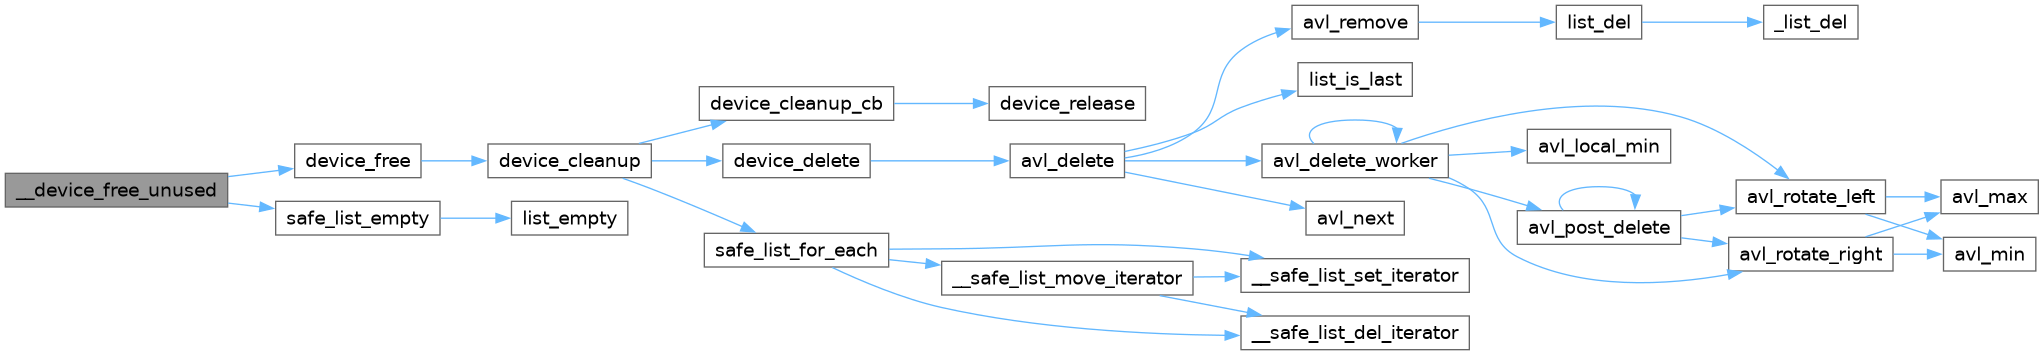 __device_free_unused
device_free
safe_list_empty
device_cleanup
list_empty
device_cleanup_cb
device_delete
safe_list_for_each
device_release
avl_delete
__safe_list_move_iterator
avl_remove
list_is_last
avl_delete_worker
avl_next
__safe_list_set_iterator
__safe_list_del_iterator
list_del
avl_local_min
avl_post_delete
_list_del
avl_rotate_left
avl_rotate_right
avl_max
avl_min